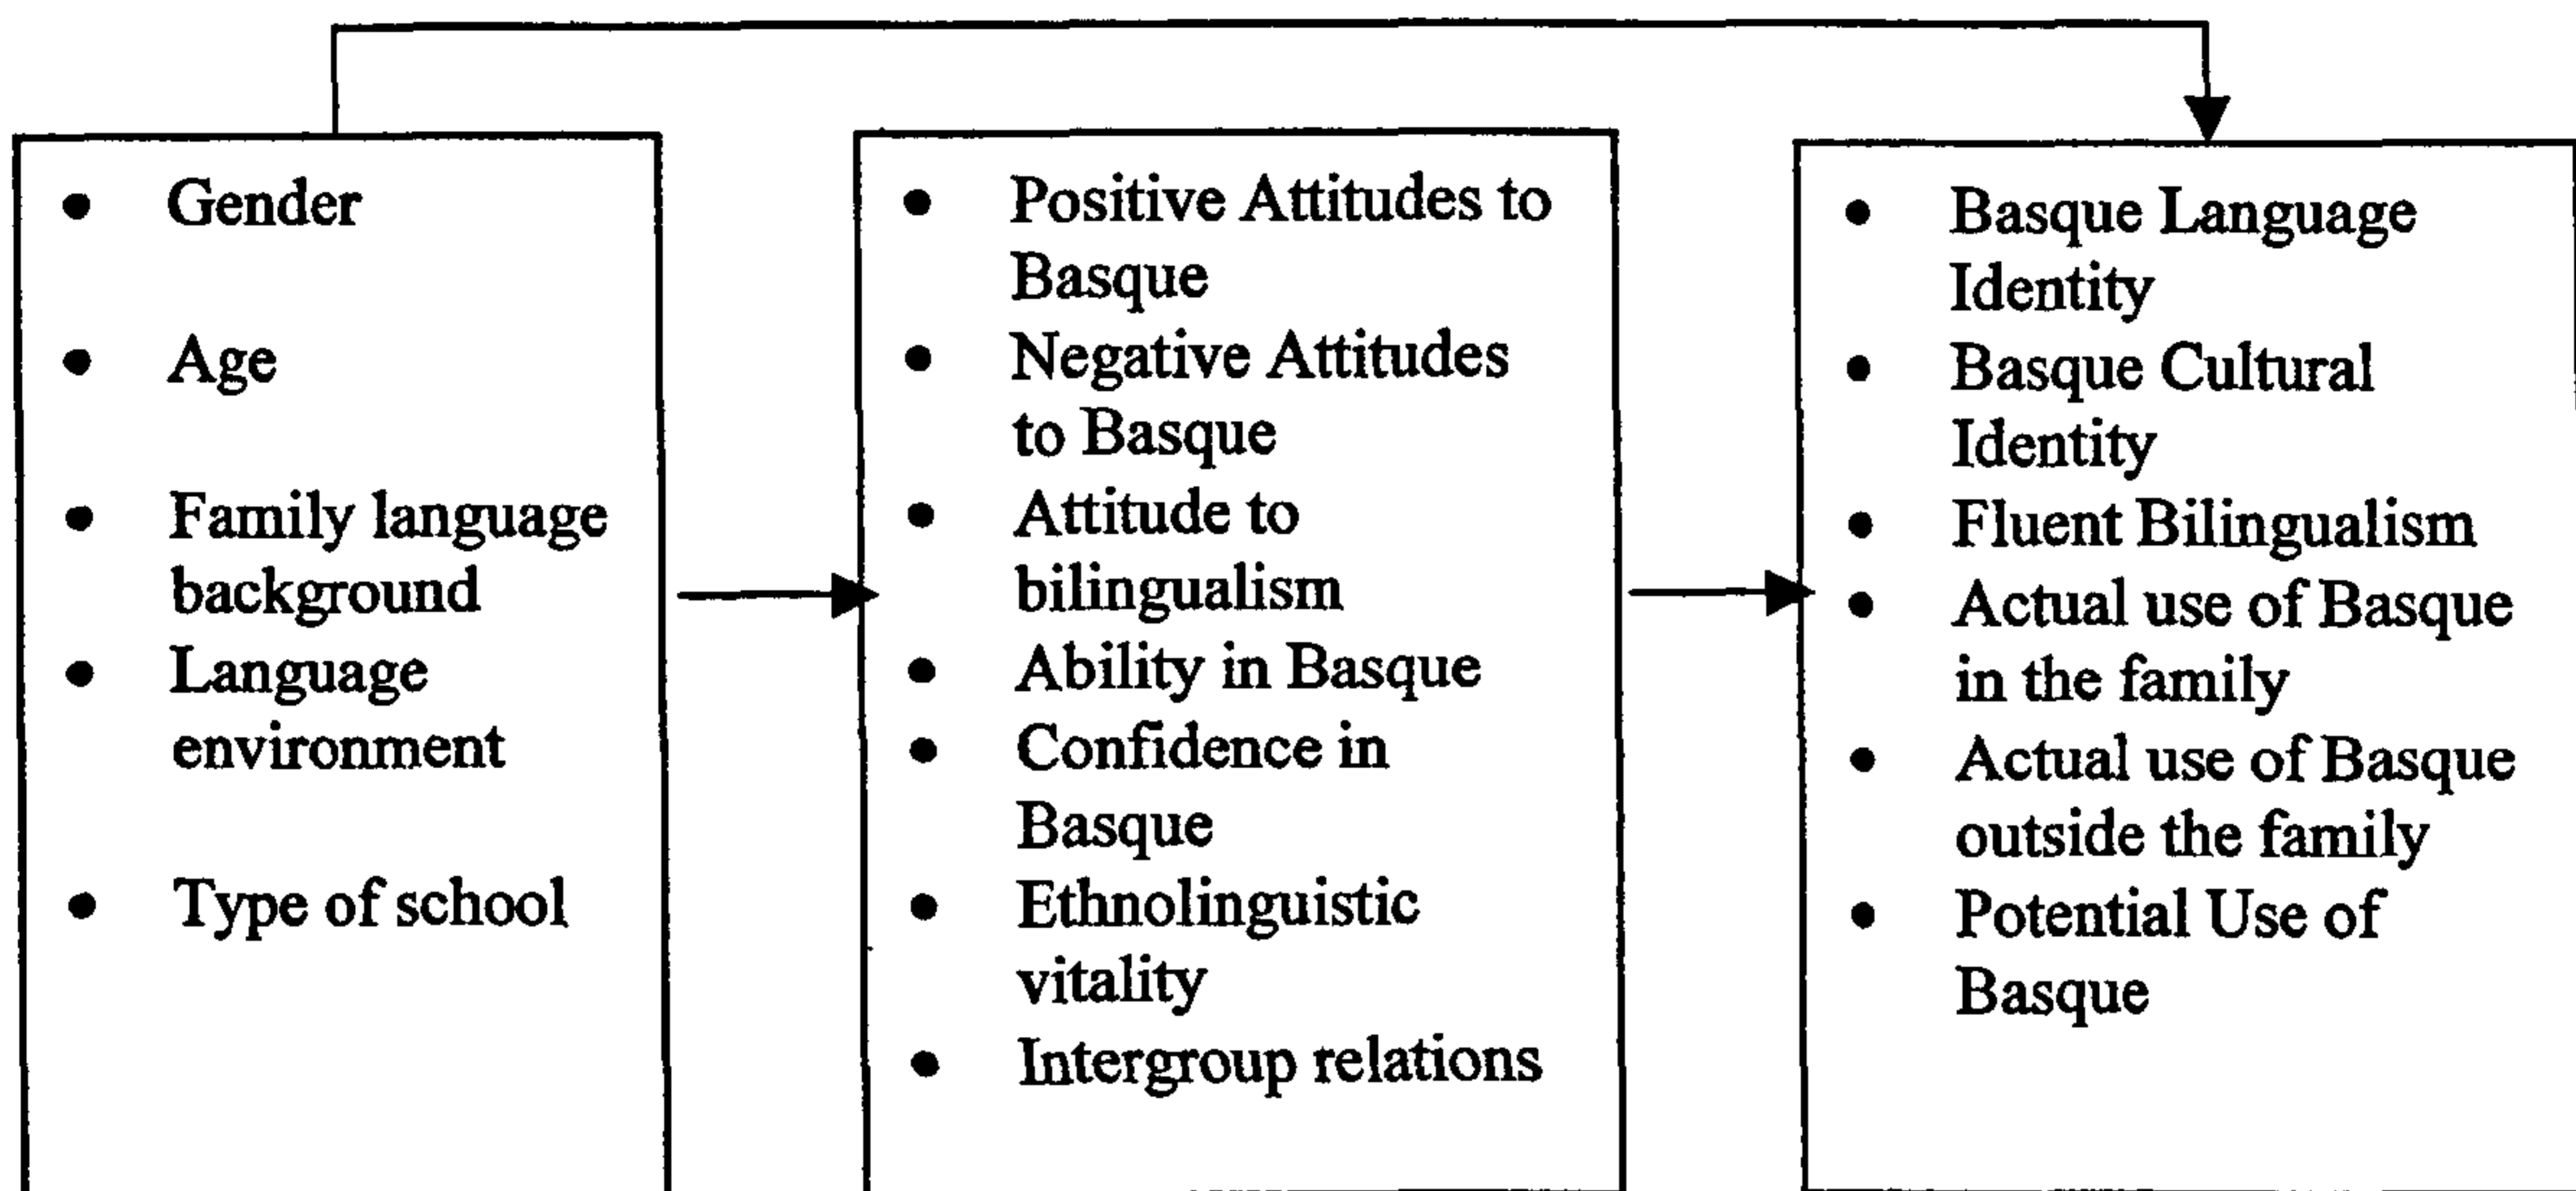 • Gender
• Age
• Family language
background
• Language
environment
• Type of school
• Positive Attitudes to
Basque
• Negative Attitudes
to Basque
• Attitude to
bilingualism
• Ability in Basque
• Confidence in
Basque
• Ethnolinguistic
vitality
• Intergroup relations
• Basque Language
Identity
• Basque Cultural
Identity
• Fluent Bilingualism
• Actual use of Basque
in the family
• Actual use of Basque
outside the family
• Potential Use of
Basque